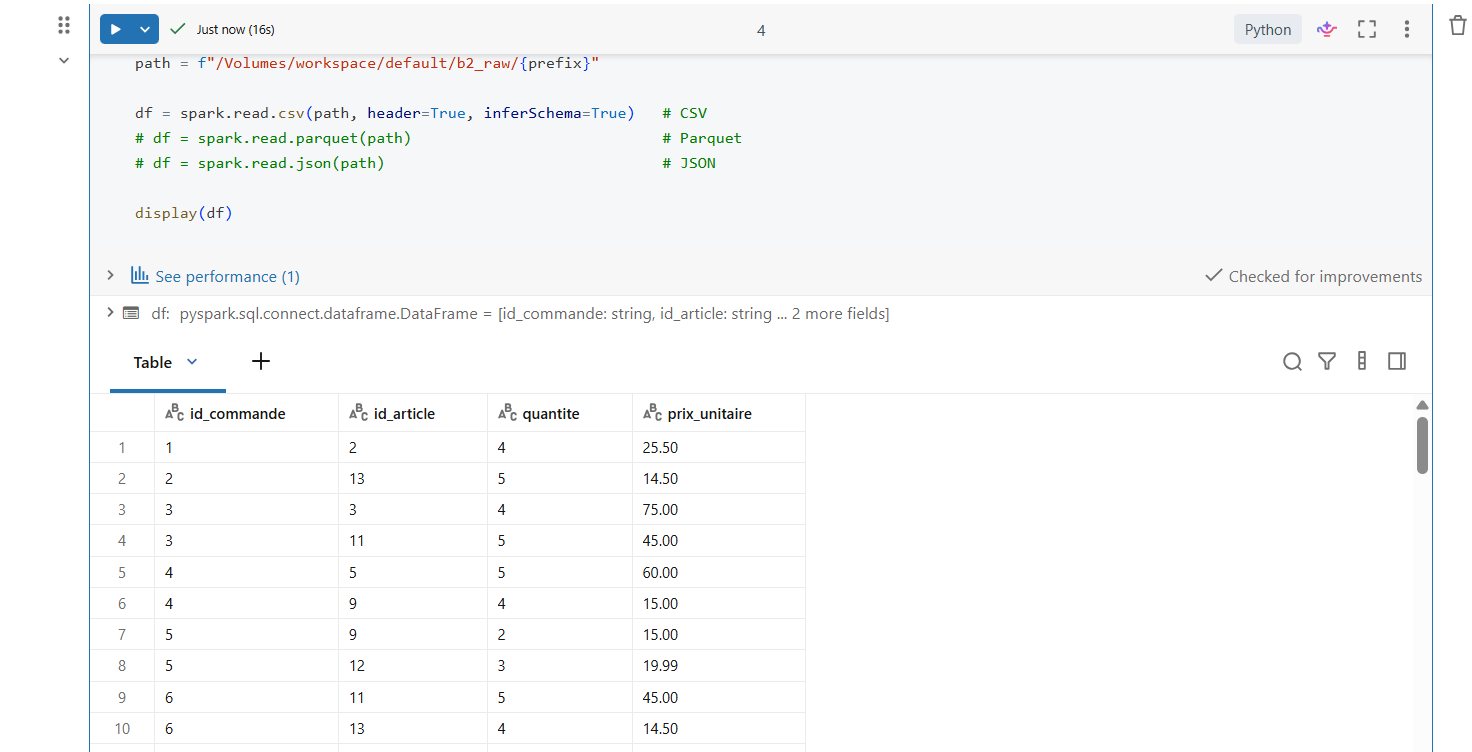 Just now (16s)
4
Python
path = f"/Volumes/workspace/default/b2_raw/{prefix}"
df = spark.read.csv(path, header=True, inferSchema=True)   # CSV
# df = spark.read.parquet(path)                            # Parquet
# df = spark.read.json(path)                               # JSON
display(df)
See performance (1)
Checked for improvements
df: pyspark.sql.connect.dataframe.DataFrame = [id_commande: string, id_article: string ... 2 more fields]
Table
ABC id_commande ABC id_article ABC quantite ABC prix_unitaire
1 1 2 4 25.50
2 2 13 5 14.50
3 3 3 4 75.00
4 3 11 5 45.00
5 4 5 5 60.00
6 4 9 4 15.00
7 5 9 2 15.00
8 5 12 3 19.99
9 6 11 5 45.00
10 6 13 4 14.50